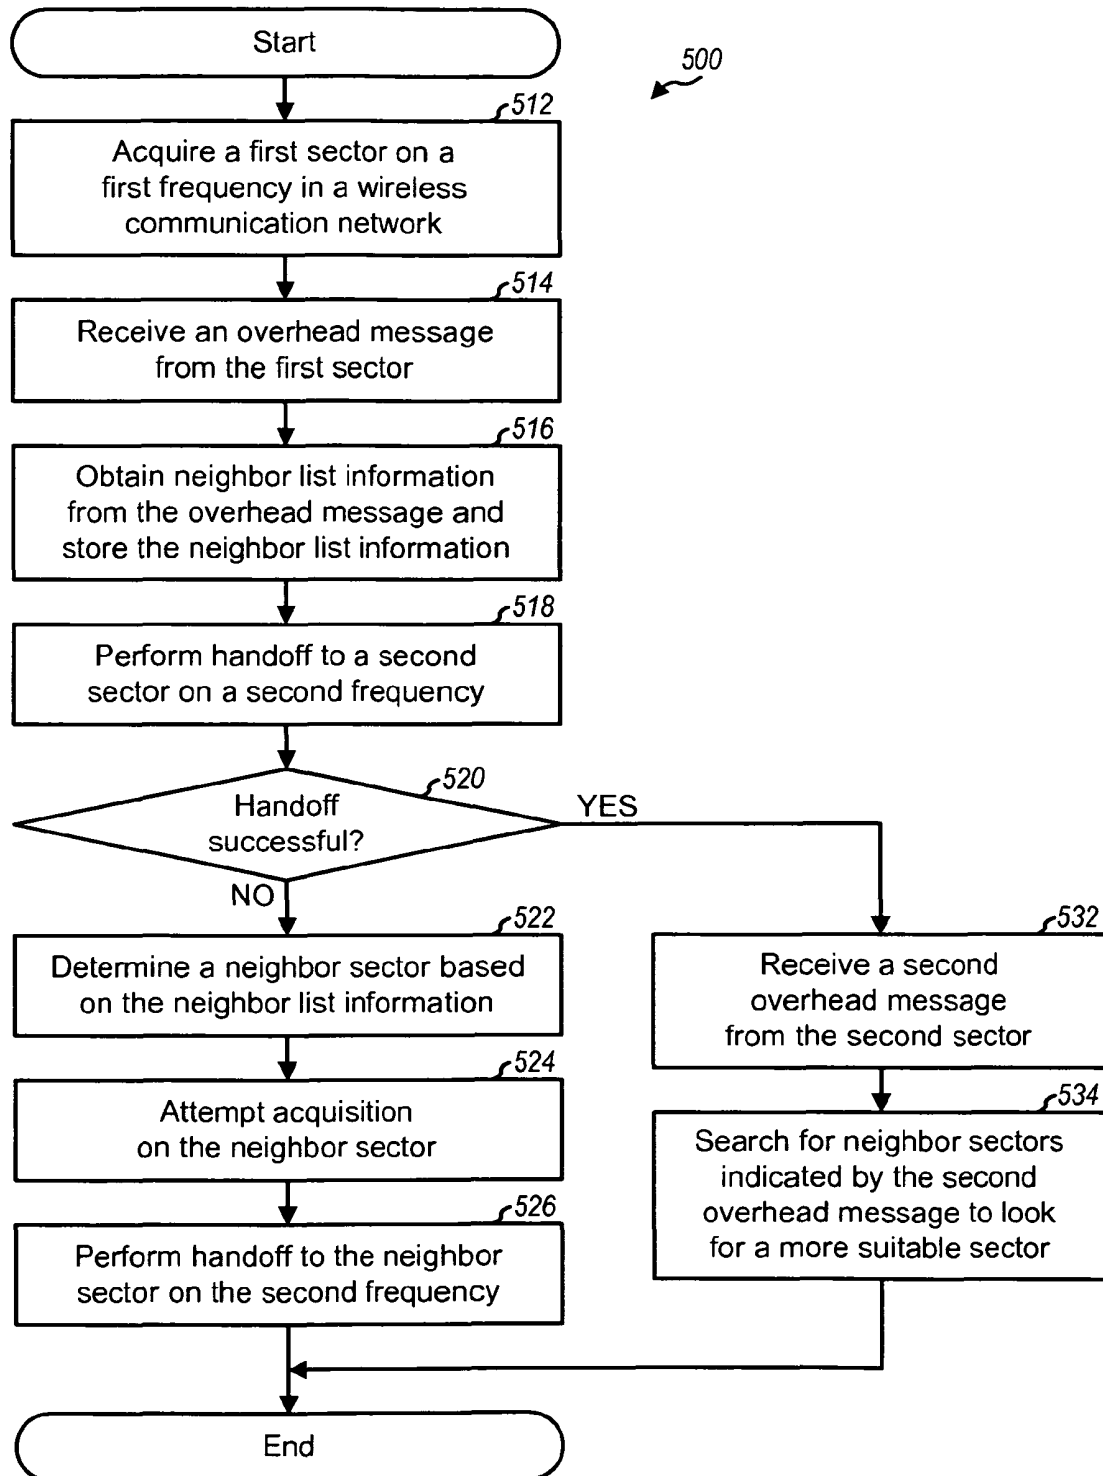 Start
500
512
Acquire a first sector on a
first frequency in a wireless
communication network
514
Receive an overhead message
from the first sector
516
Obtain neighbor list information
from the overhead message and
store the neighbor list information
518
Perform handoff to a second
sector on a second frequency
520
Handoff
successful?
YES
NO
522
Determine a neighbor sector based
on the neighbor list information
524
Attempt acquisition
on the neighbor sector
526
Perform handoff to the neighbor
sector on the second frequency
532
Receive a second
overhead message
from the second sector
534
Search for neighbor sectors
indicated by the second
overhead message to look
for a more suitable sector
End